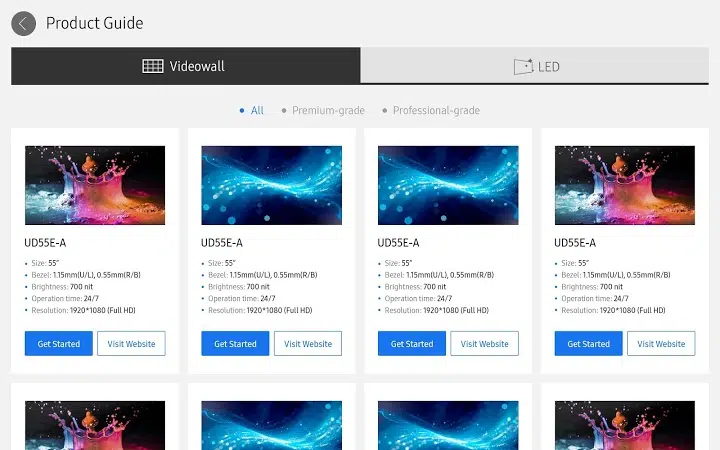 Product Guide
Videowall
LED
All
Premium-grade
Professional-grade
UD55E-A
Size: 55"
Bezel: 1.15mm(U/L), 0.55mm(R/B)
Brightness: 700 nit
Operation time: 24/7
Resolution: 1920*1080 (Full HD)
Get Started
Visit Website
UD55E-A
Size: 55"
Bezel: 1.15mm(U/L), 0.55mm(R/B)
Brightness: 700 nit
Operation time: 24/7
Resolution: 1920*1080 (Full HD)
Get Started
Visit Website
UD55E-A
Size: 55"
Bezel: 1.15mm(U/L), 0.55mm(R/B)
Brightness: 700 nit
Operation time: 24/7
Resolution: 1920*1080 (Full HD)
Get Started
Visit Website
UD55E-A
Size: 55"
Bezel: 1.15mm(U/L), 0.55mm(R/B)
Brightness: 700 nit
Operation time: 24/7
Resolution: 1920*1080 (Full HD)
Get Started
Visit Website